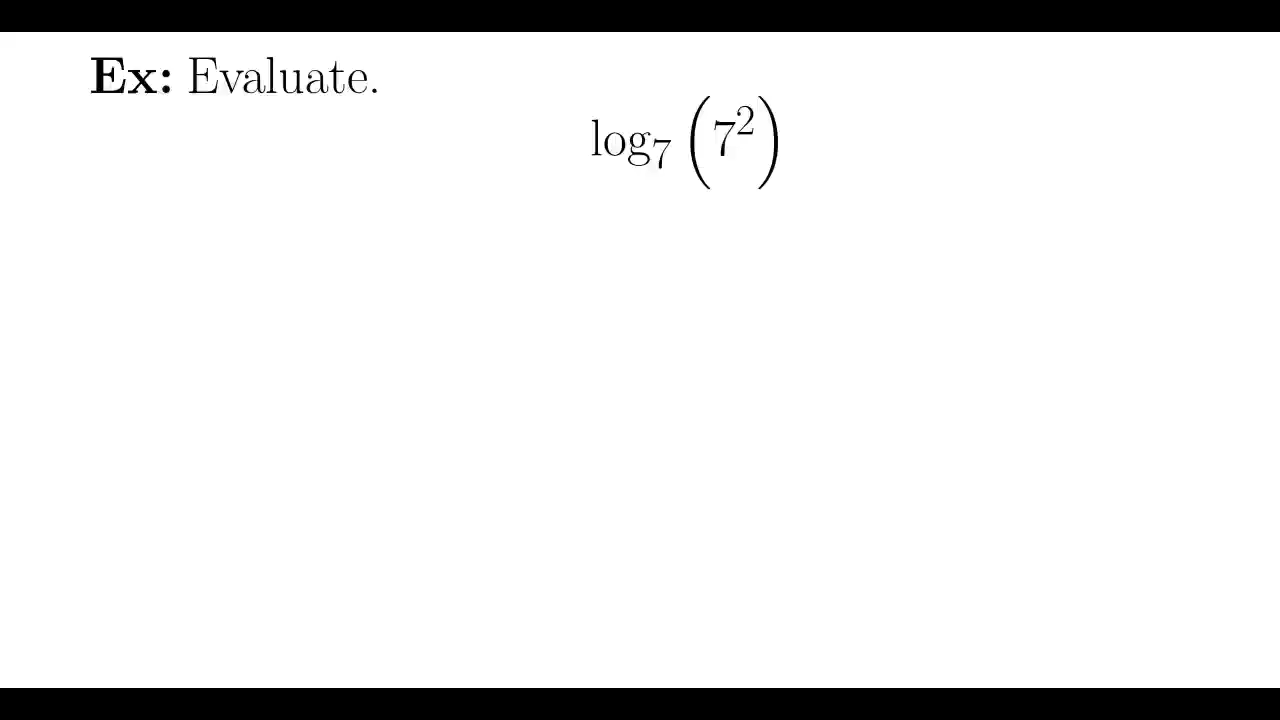 Ex: Evaluate.
log₇ (7²)